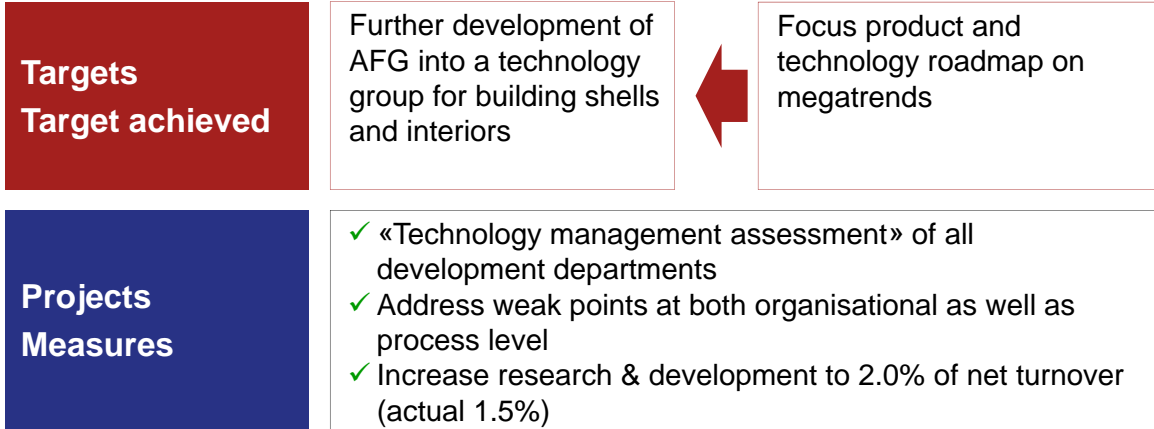 Targets
Target achieved
Further development of
AFG into a technology
group for building shells
and interiors
Focus product and
technology roadmap on
megatrends
Projects
Measures
✓ «Technology management assessment» of all
development departments
✓ Address weak points at both organisational as well as
process level
✓ Increase research & development to 2.0% of net turnover
(actual 1.5%)